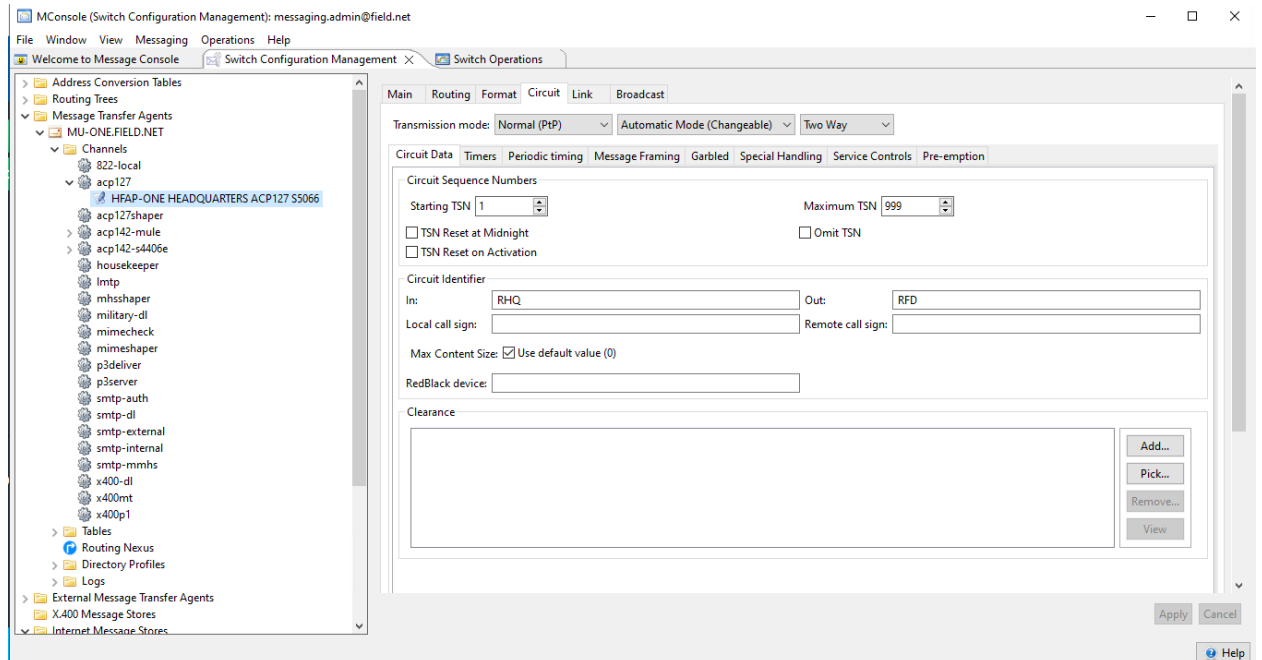 MConsole (Switch Configuration Management): messaging.admin@field.net
File Window View Messaging Operations Help
Welcome to Message Console Switch Configuration Management Switch Operations
Address Conversion Tables
Routing Trees
Message Transfer Agents
MU-ONE.FIELD.NET
Channels
822-local
acp127
HFAP-ONE HEADQUARTERS ACP127 S5066
acp127shaper
acp142-mule
acp142-s4406e
housekeeper
lmtp
mhsshaper
military-dl
mimecheck
mimeshaper
p3deliver
p3server
smtp-auth
smtp-dl
smtp-external
smtp-internal
smtp-mmhs
x400-dl
x400mt
x400p1
Tables
Routing Nexus
Directory Profiles
Logs
External Message Transfer Agents
X.400 Message Stores
Internet Message Stores
Main Routing Format Circuit Link Broadcast
Transmission mode: Normal (PtP) Automatic Mode (Changeable) Two Way
Circuit Data Timers Periodic timing Message Framing Garbled Special Handling Service Controls Pre-emption
Circuit Sequence Numbers
Starting TSN 1 Maximum TSN 999
TSN Reset at Midnight Omit TSN
TSN Reset on Activation
Circuit Identifier
In: RHQ Out: RFD
Local call sign: Remote call sign:
Max Content Size: Use default value (0)
RedBlack device:
Clearance
Add...
Pick...
Remove...
View
Apply Cancel
Help